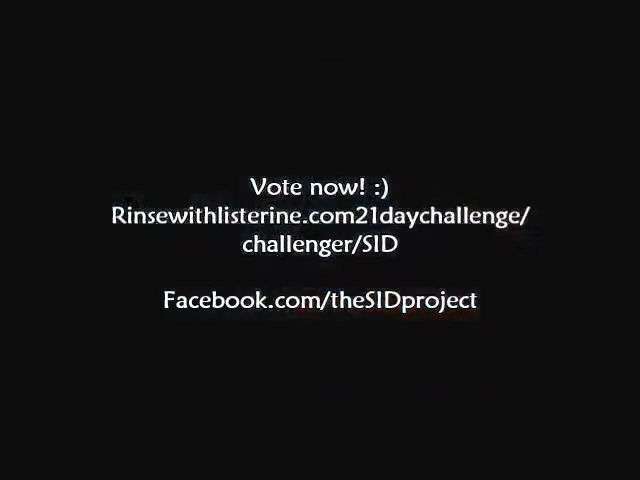 Vote now! :)
Rinsewithlisterine.com21daychallenge/
challenger/SID
Facebook.com/theSIDproject